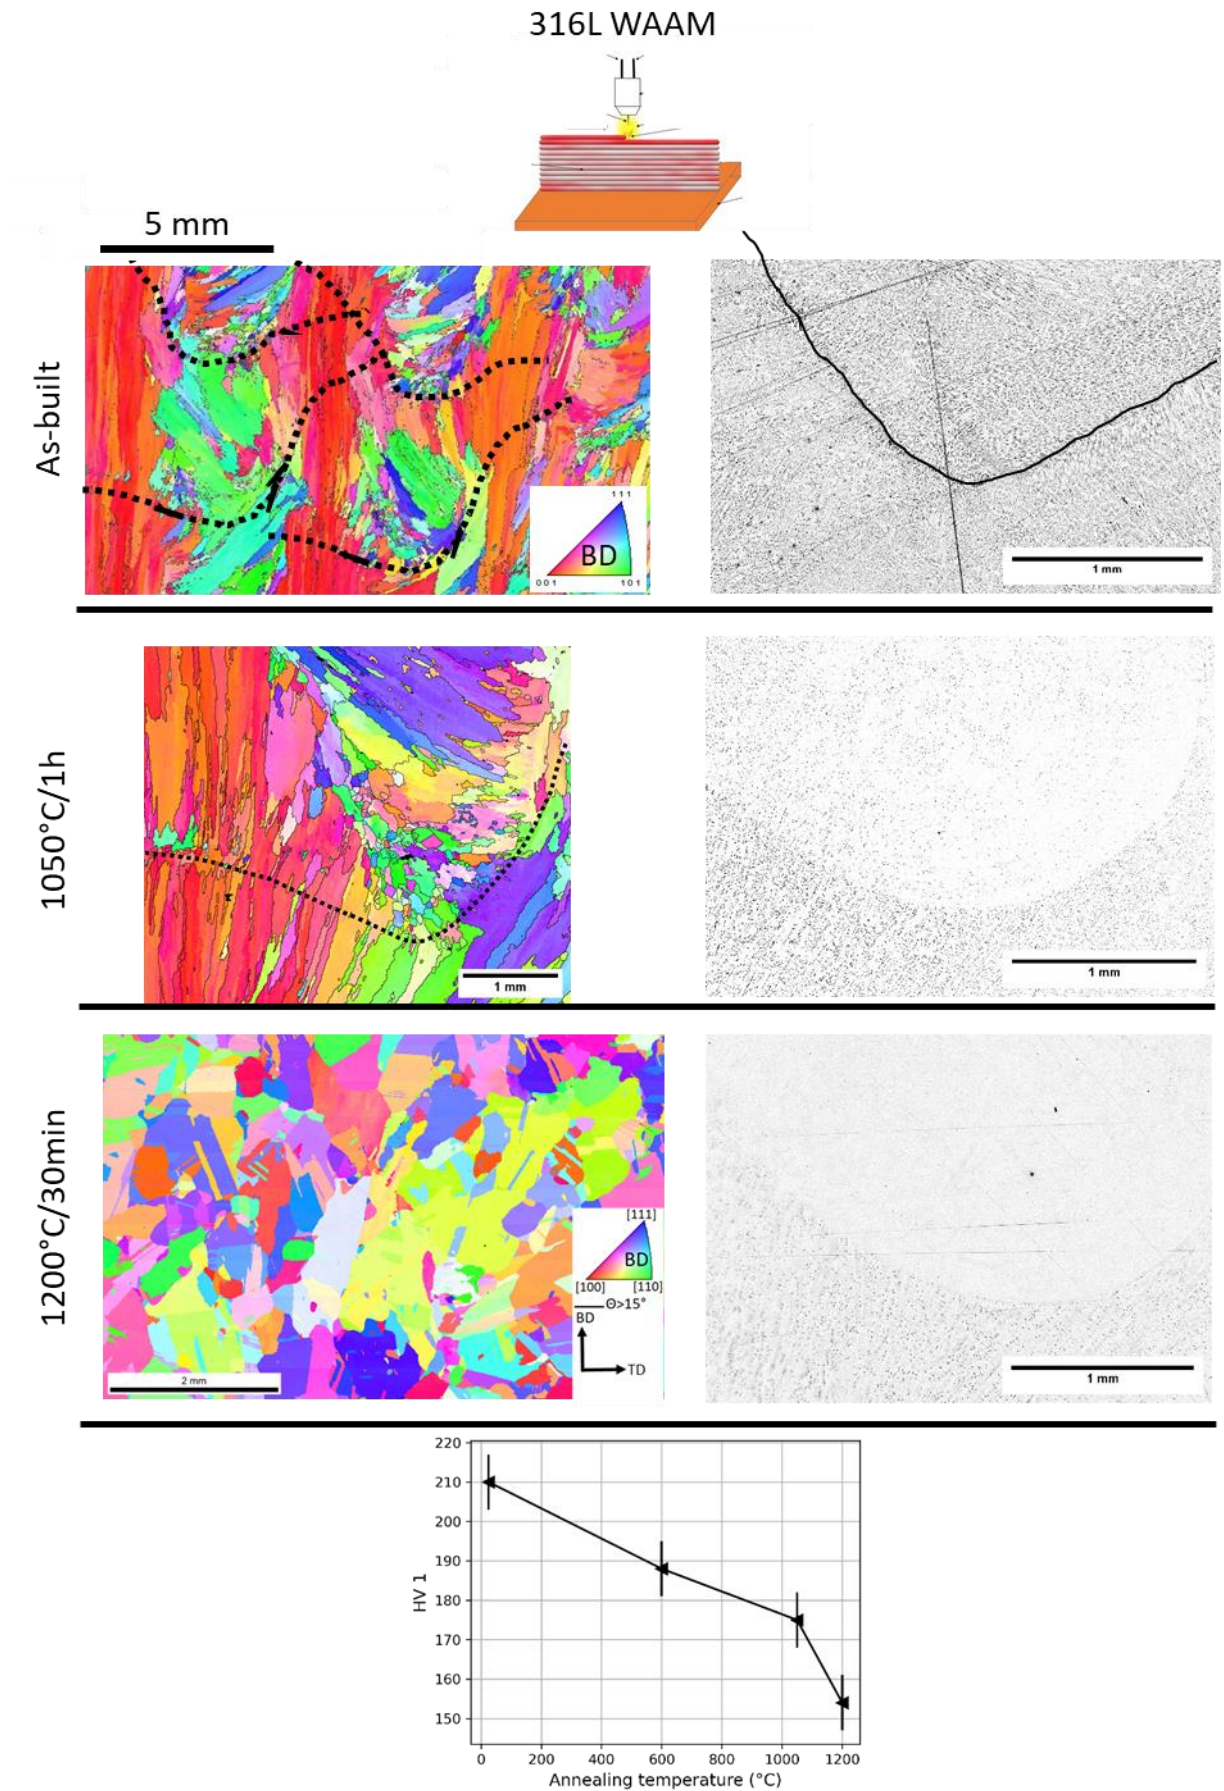 316L WAAM
5 mm
As-built
111
BD
001 101
1 mm
1050°C/1h
1 mm
1 mm
1200°C/30min
[111]
BD
[100] [110]
Θ>15°
BD
TD
2 mm
1 mm
220
210
200
190
180
170
160
150
HV 1
0 200 400 600 800 1000 1200
Annealing temperature (°C)